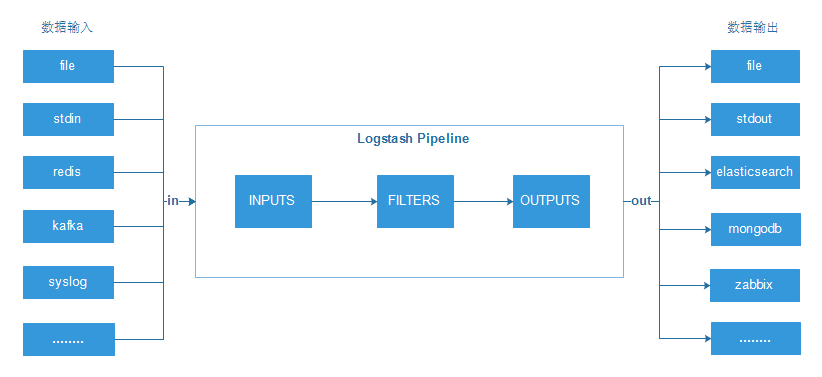 数据输入
file
stdin
redis
kafka
syslog
........
in
Logstash Pipeline
INPUTS
FILTERS
OUTPUTS
out
数据输出
file
stdout
elasticsearch
mongodb
zabbix
........